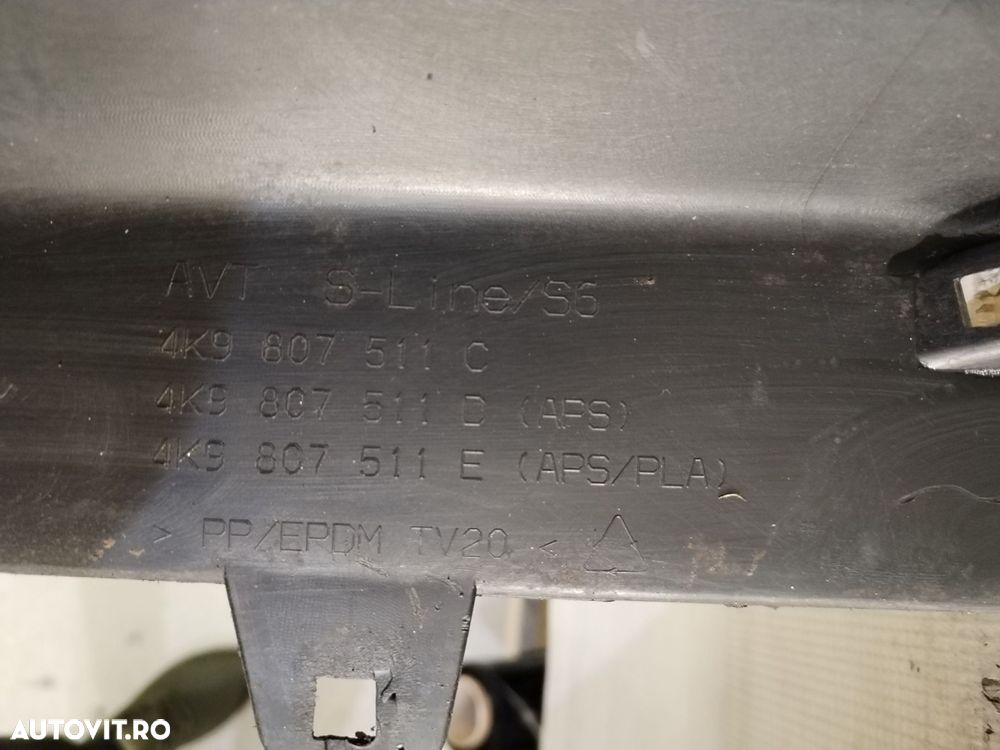 AVT S-Line/S6
4K9 807 511 C
4K9 807 511 D (APS)
4K9 807 511 E (APS/PLA)
> PP/EPDM TV20 <
AUTOVIT.RO